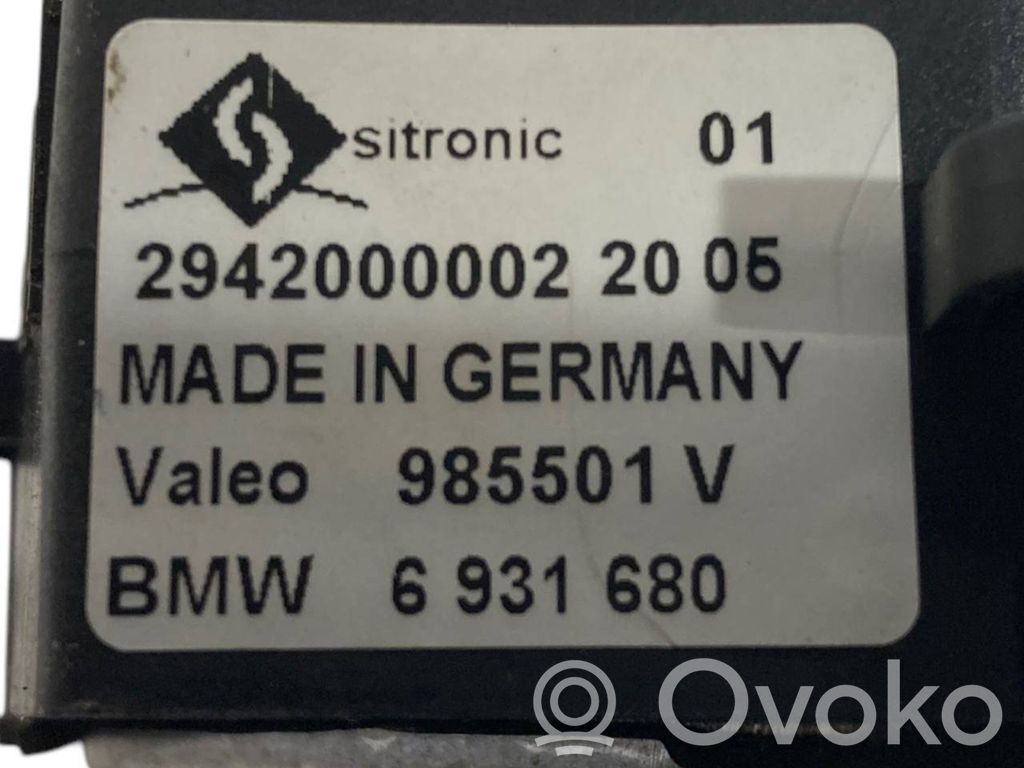 sitronic 01
2942000002 20 05
MADE IN GERMANY
Valeo 985501 V
BMW 6 931 680
Ovoko